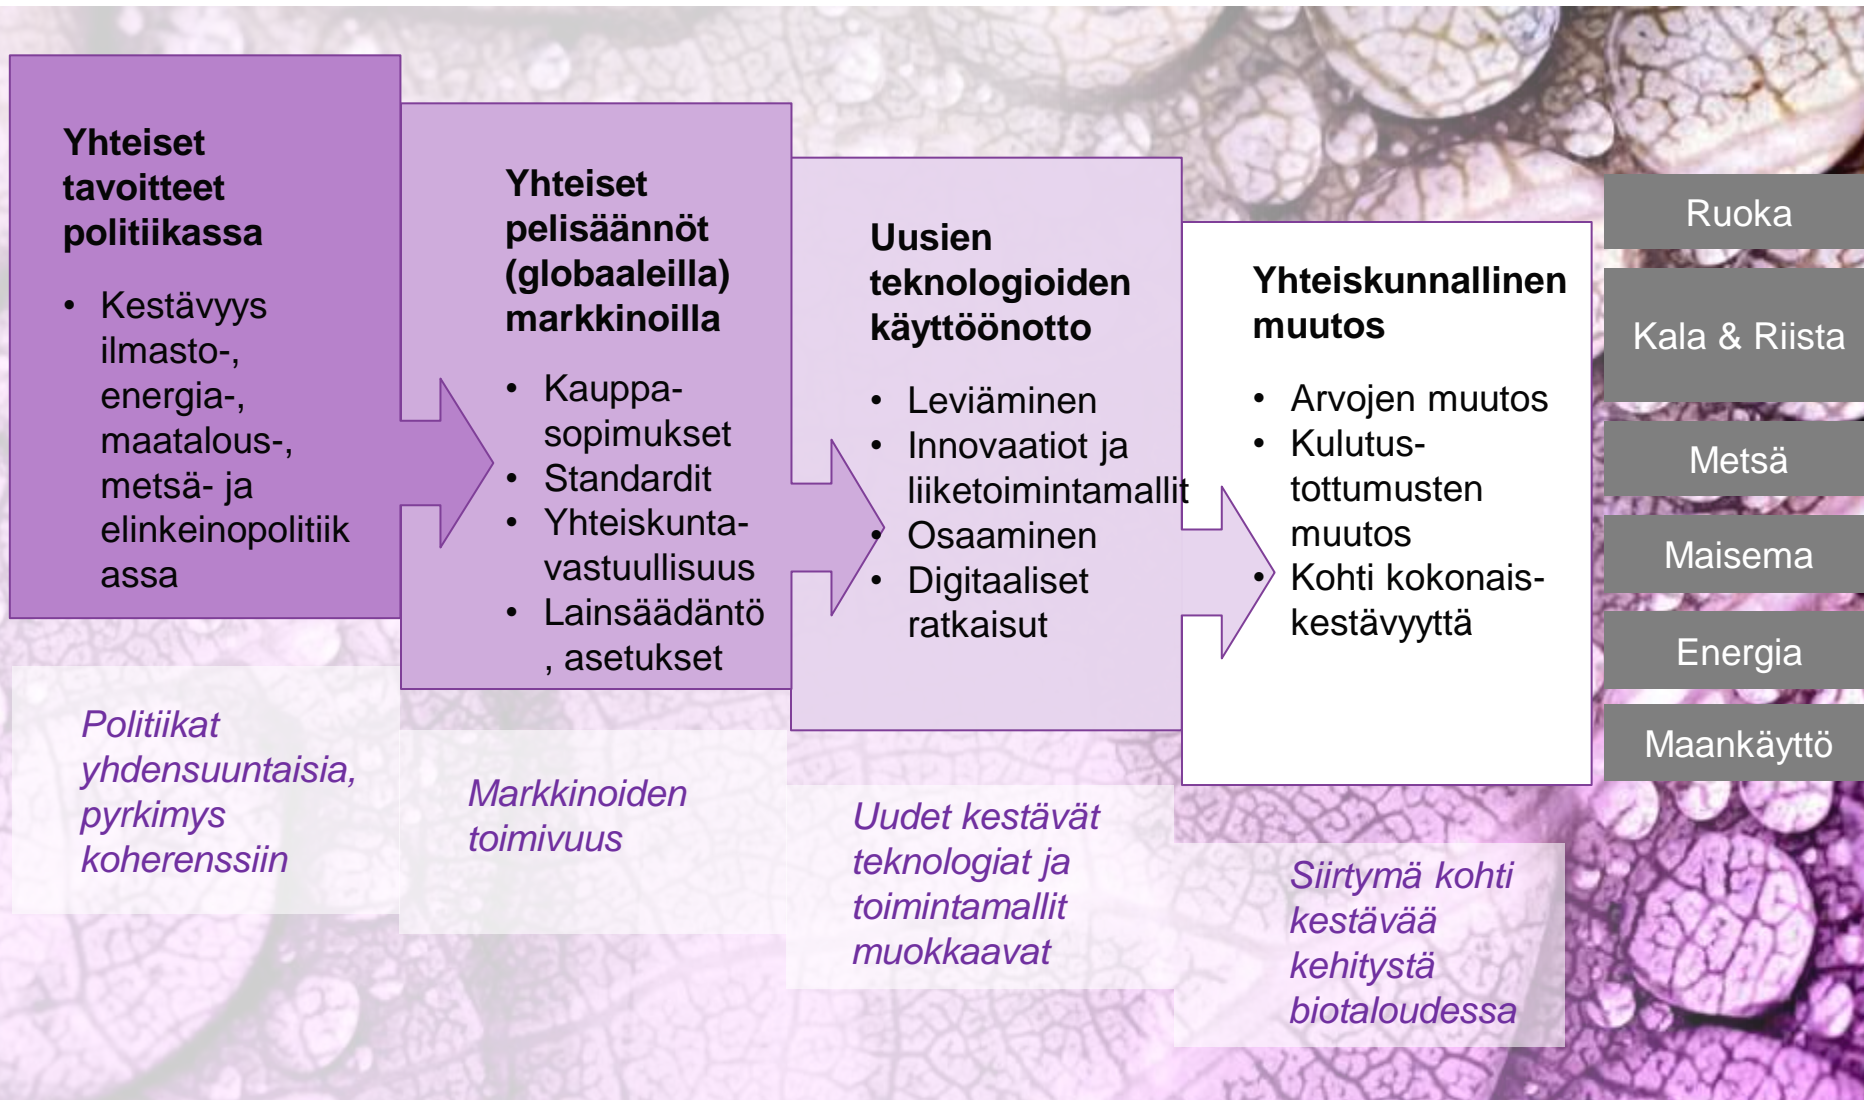 Yhteiset
tavoitteet
politiikassa
• Kestävyys
ilmasto-,
energia-,
maatalous-,
metsä- ja
elinkeinopolitiik
assa
Politiikat
yhdensuuntaisia,
pyrkimys
koherenssiin
Yhteiset
pelisäännöt
(globaaleilla)
markkinoilla
• Kauppa-
sopimukset
• Standardit
• Yhteiskunta-
vastuullisuus
• Lainsäädäntö
, asetukset
Markkinoiden
toimivuus
Uusien
teknologioiden
käyttöönotto
• Leviäminen
• Innovaatiot ja
liiketoimintamallit
• Osaaminen
• Digitaaliset
ratkaisut
Uudet kestävät
teknologiat ja
toimintamallit
muokkaavat
Yhteiskunnallinen
muutos
• Arvojen muutos
• Kulutus-
tottumusten
muutos
• Kohti kokonais-
kestävyyttä
Siirtymä kohti
kestävää
kehitystä
biotaloudessa
Ruoka
Kala & Riista
Metsä
Maisema
Energia
Maankäyttö